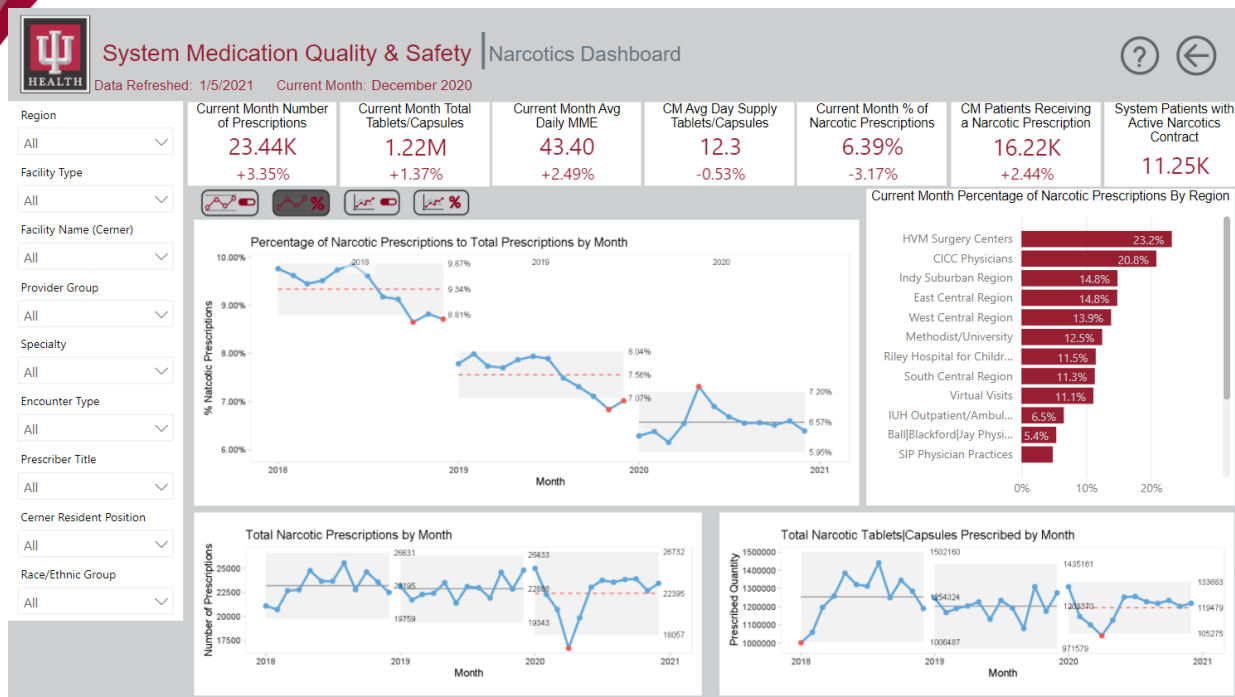 HEALTH
System Medication Quality & Safety
Narcotics Dashboard
Data Refreshed: 1/5/2021 Current Month: December 2020
?
Region
All
Facility Type
All
Facility Name (Cerner)
All
Provider Group
All
Specialty
All
Encounter Type
All
Prescriber Title
All
Cerner Resident Position
All
Race/Ethnic Group
All
Current Month Number
of Prescriptions
23.44K
+3.35%
Current Month Total
Tablets/Capsules
1.22M
+1.37%
Current Month Avg
Daily MME
43.40
+2.49%
CM Avg Day Supply
Tablets/Capsules
12.3
-0.53%
Current Month % of
Narcotic Prescriptions
6.39%
-3.17%
CM Patients Receiving
a Narcotic Prescription
16.22K
+2.44%
System Patients with
Active Narcotics
Contract
11.25K
%
%
Percentage of Narcotic Prescriptions to Total Prescriptions by Month
% Natcotic Prescriptions
10.00%
9.00%
8.00%
7.00%
6.00%
2018
2019
2020
9.87%
9.34%
8.81%
8.04%
7.56%
7.07%
7.20%
6.57%
5.95%
2018
2019
2020
2021
Month
Current Month Percentage of Narcotic Prescriptions By Region
HVM Surgery Centers 23.2%
CICC Physicians 20.8%
Indy Suburban Region 14.8%
East Central Region 14.8%
West Central Region 13.9%
Methodist/University 12.5%
Riley Hospital for Childr... 11.5%
South Central Region 11.3%
Virtual Visits 11.1%
IUH Outpatient/Ambul... 6.5%
Ball|Blackford|Jay Physi... 5.4%
SIP Physician Practices
0% 10% 20%
Total Narcotic Prescriptions by Month
Number of Prescriptions
25000
22500
20000
17500
26631
23195
19759
26433
22888
19343
26732
22395
18057
2018
2019
2020
2021
Month
Total Narcotic Tablets|Capsules Prescribed by Month
Prescribed Quantity
1500000
1400000
1300000
1200000
1100000
1000000
1502160
1254324
1006487
1435161
1203370
971579
133683
119479
105275
2018
2019
2020
2021
Month